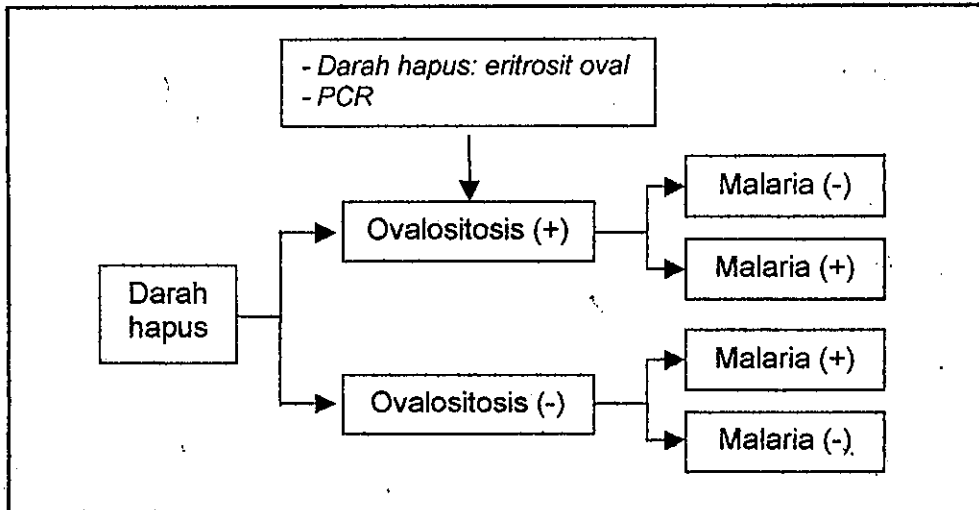 - Darah hapus: eritrosit oval
- PCR
Malaria (-)
Ovalositosis (+)
Malaria (+)
Darah
hapus
Malaria (+)
Ovalositosis (-)
Malaria (-)